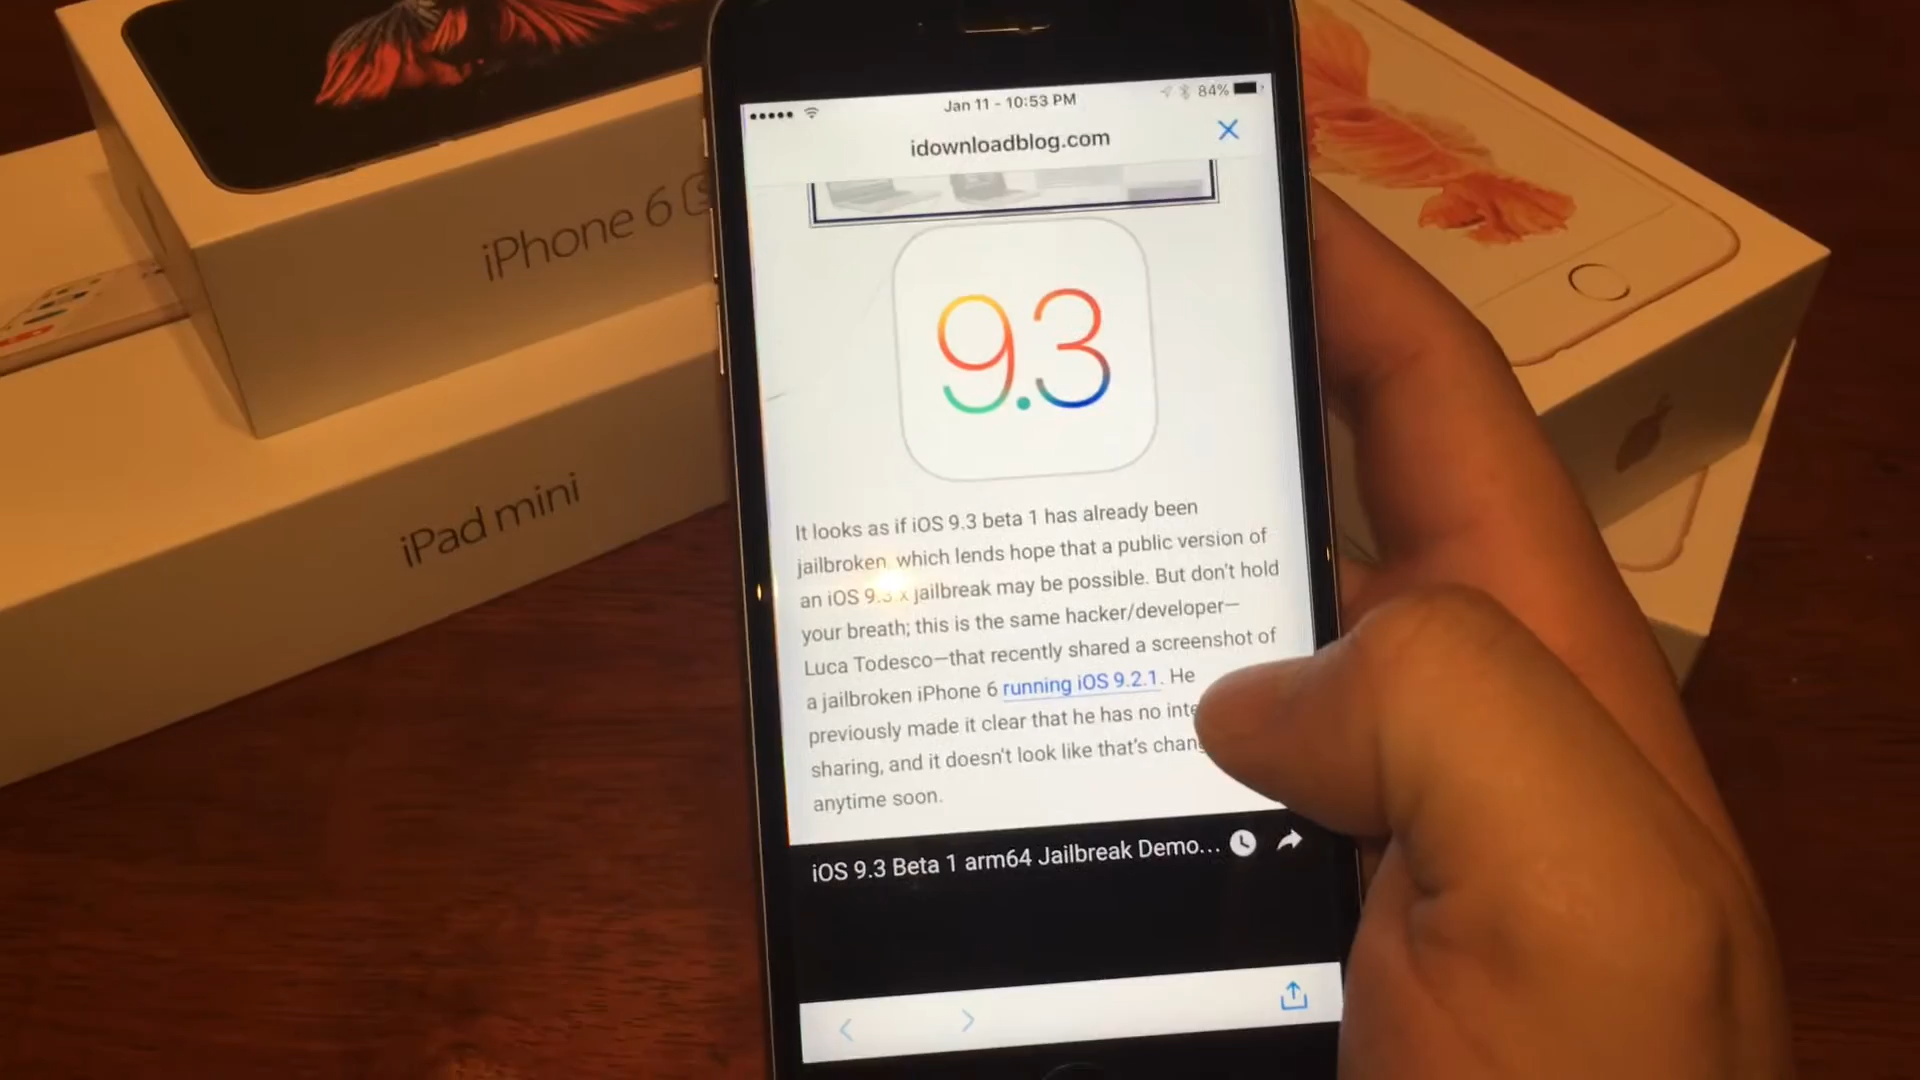 Jan 11 - 10:53 PM
84%
idownloadblog.com
iPhone 6
iPad mini
9.3
It looks as if iOS 9.3 beta 1 has already been
jailbroken, which lends hope that a public version of
an iOS 9.3.x jailbreak may be possible. But don't hold
your breath; this is the same hacker/developer—
Luca Todesco—that recently shared a screenshot of
a jailbroken iPhone 6 running iOS 9.2.1. He
previously made it clear that he has no
sharing, and it doesn't look like that's
anytime soon.
iOS 9.3 Beta 1 arm64 Jailbreak Demo...